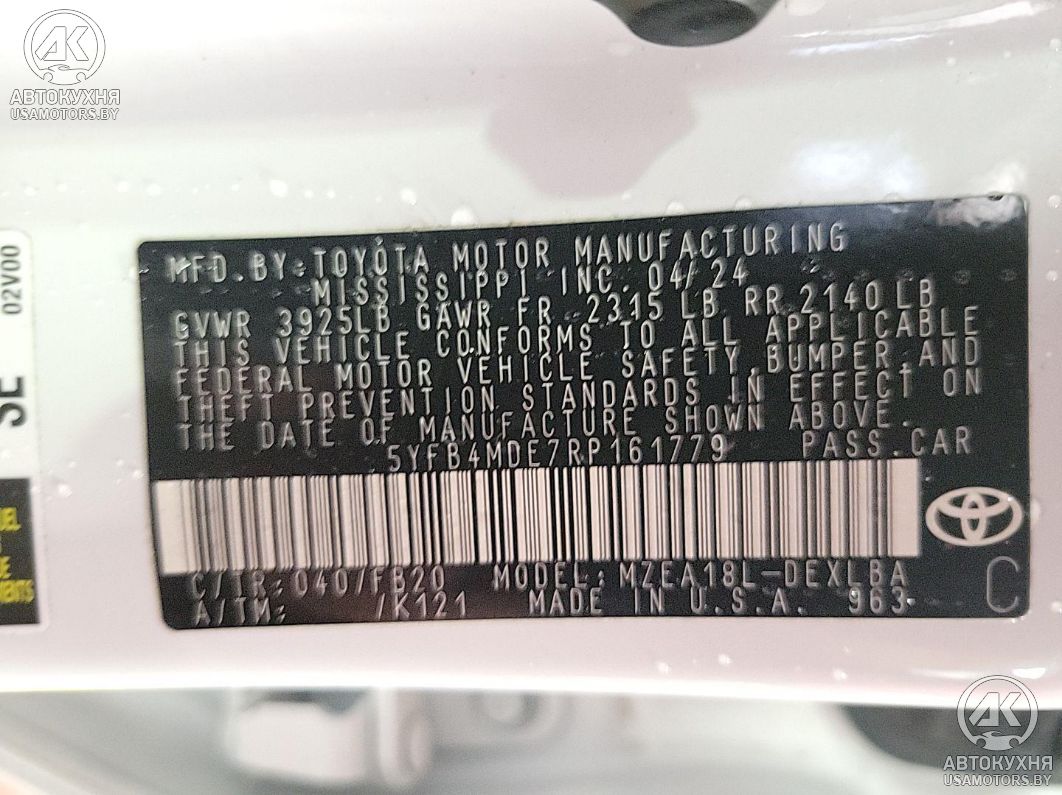 AK
АВТОКУХНЯ
USAMOTORS.BY
02V00
SE
MFD. BY: TOYOTA MOTOR MANUFACTURING
MISSISSIPPI INC. 04/24
GVWR 3925LB GAWR FR 2315 LB RR 2140LB
THIS VEHICLE CONFORMS TO ALL APPLICABLE
FEDERAL MOTOR VEHICLE SAFETY,BUMPER,AND
THEFT PREVENTION STANDARDS IN EFFECT ON
THE DATE OF MANUFACTURE SHOWN ABOVE.
5YFB4MDE7RP161779 PASS.CAR
C/TR:040/FB20 MODEL:MZEA18L-DEXLBA
A/TM: /K121 MADE IN U.S.A. 963
C
AK
АВТОКУХНЯ
USAMOTORS.BY